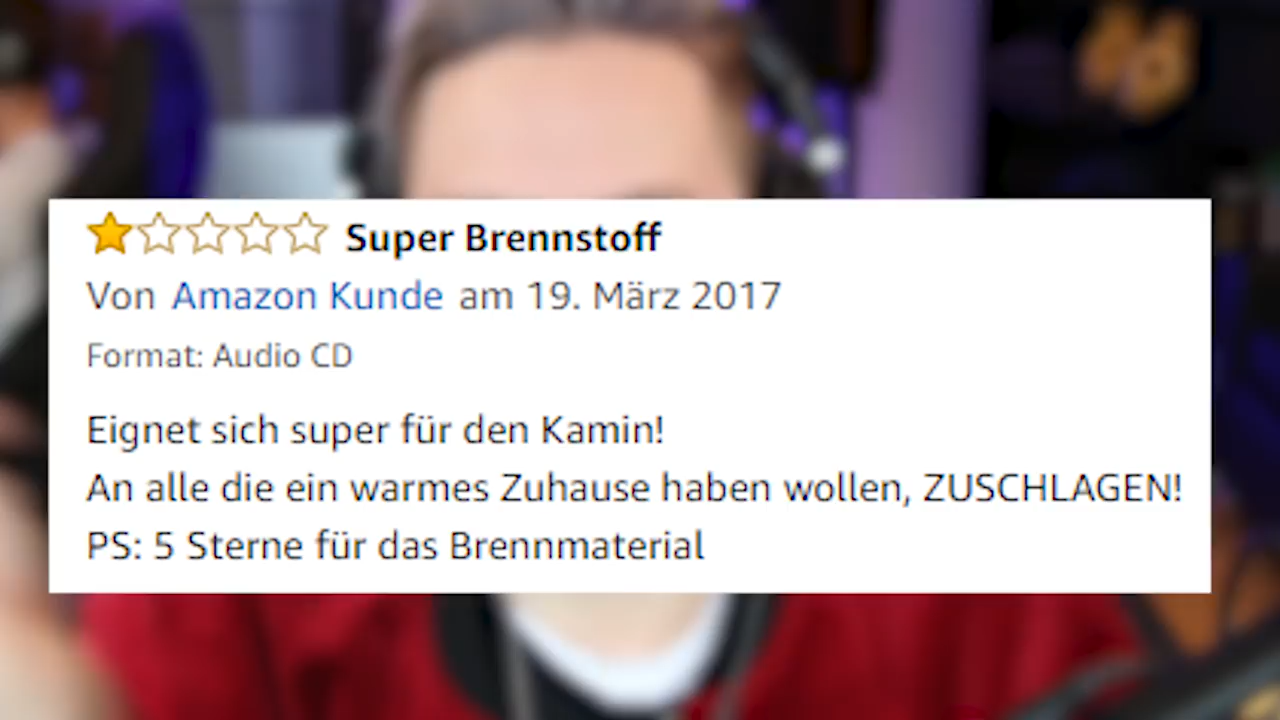 Super Brennstoff
Von Amazon Kunde am 19. März 2017
Format: Audio CD
Eignet sich super für den Kamin!
An alle die ein warmes Zuhause haben wollen, ZUSCHLAGEN!
PS: 5 Sterne für das Brennmaterial